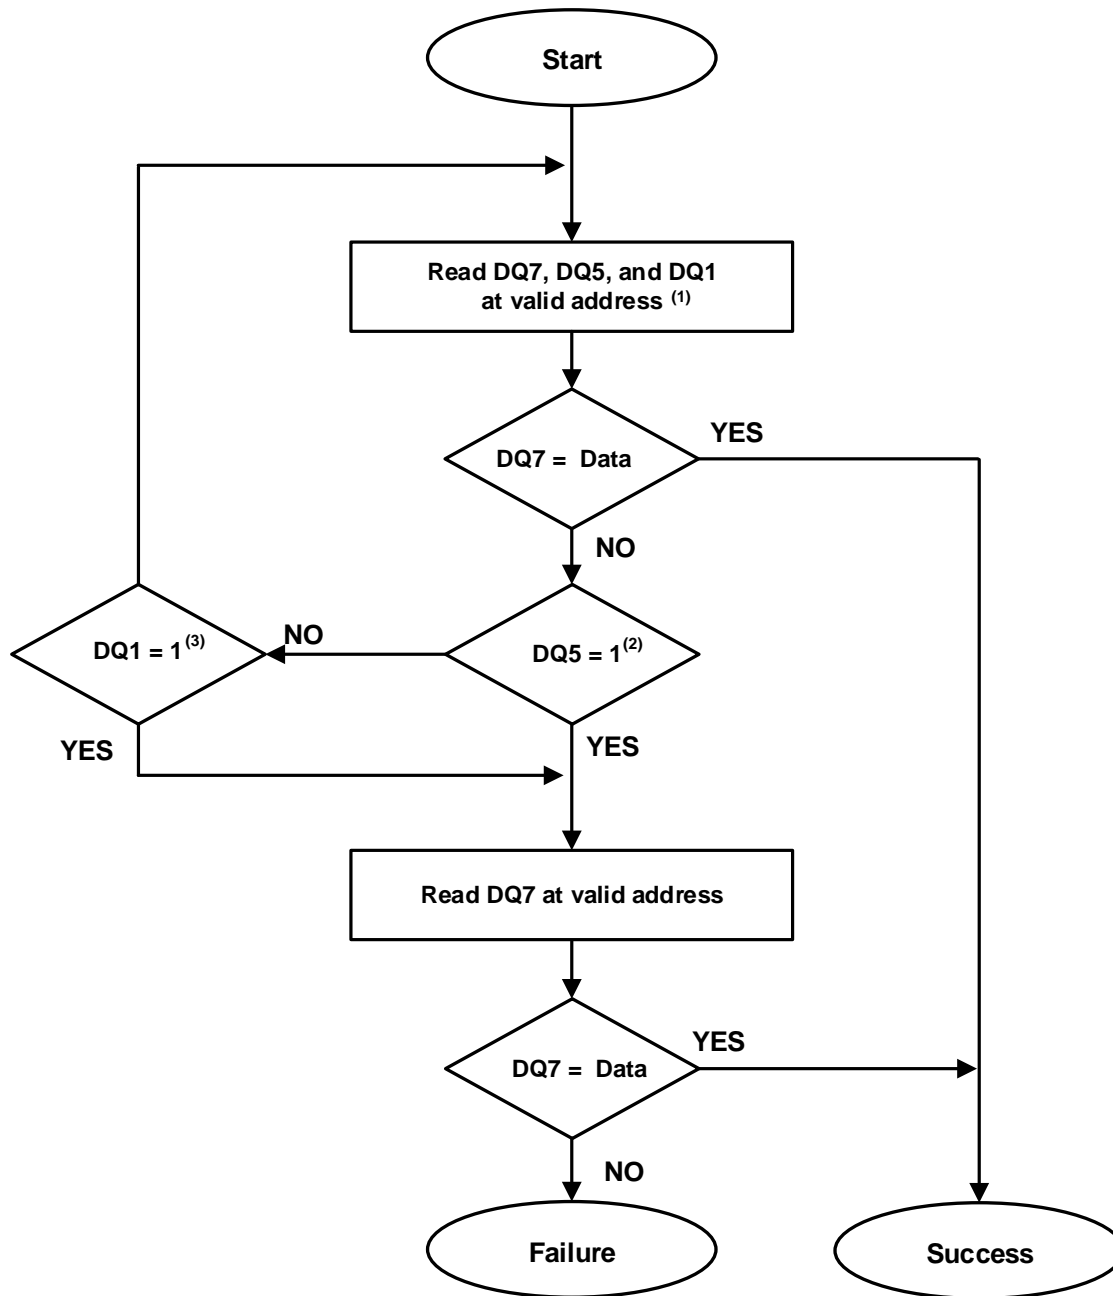 Start
Read DQ7, DQ5, and DQ1
at valid address (1)
DQ7 = Data
YES
NO
DQ1 = 1(3)
NO
DQ5 = 1(2)
YES
YES
Read DQ7 at valid address
DQ7 = Data
YES
NO
Failure
Success